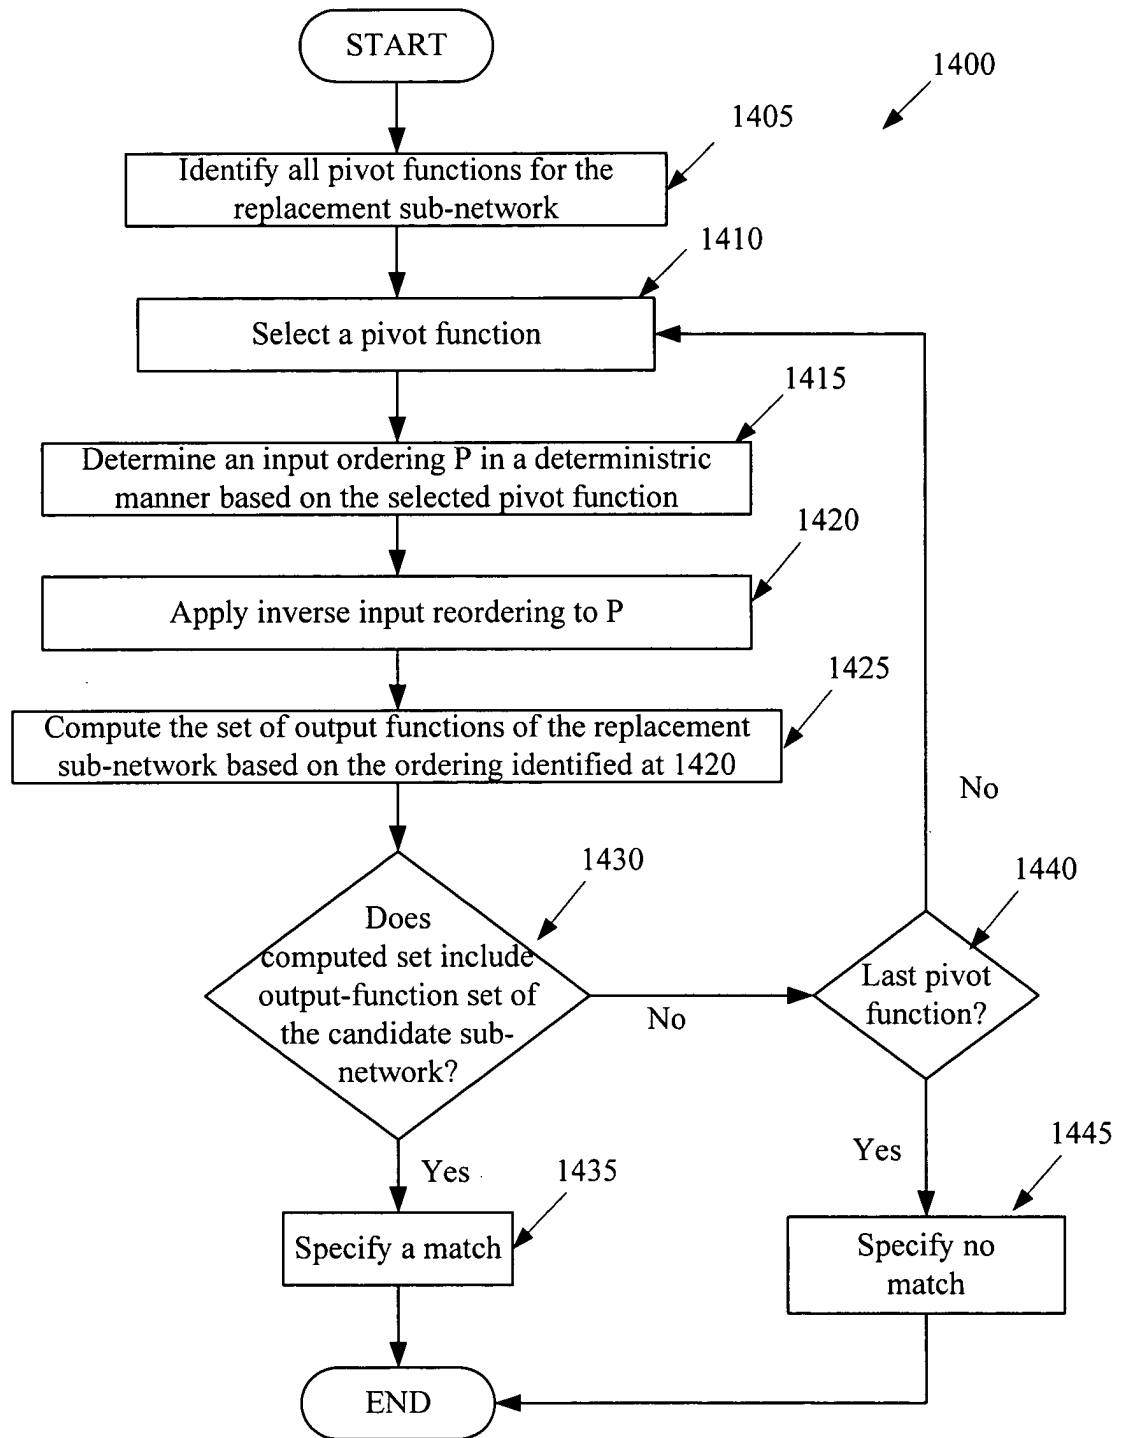 START
1400
1405
Identify all pivot functions for the
replacement sub-network
1410
Select a pivot function
1415
Determine an input ordering P in a deterministric
manner based on the selected pivot function
1420
Apply inverse input reordering to P
1425
Compute the set of output functions of the replacement
sub-network based on the ordering identified at 1420
No
1430
Does
computed set include
output-function set of
the candidate sub-
network?
No
1440
Last pivot
function?
Yes
1435
Specify a match
Yes
1445
Specify no
match
END